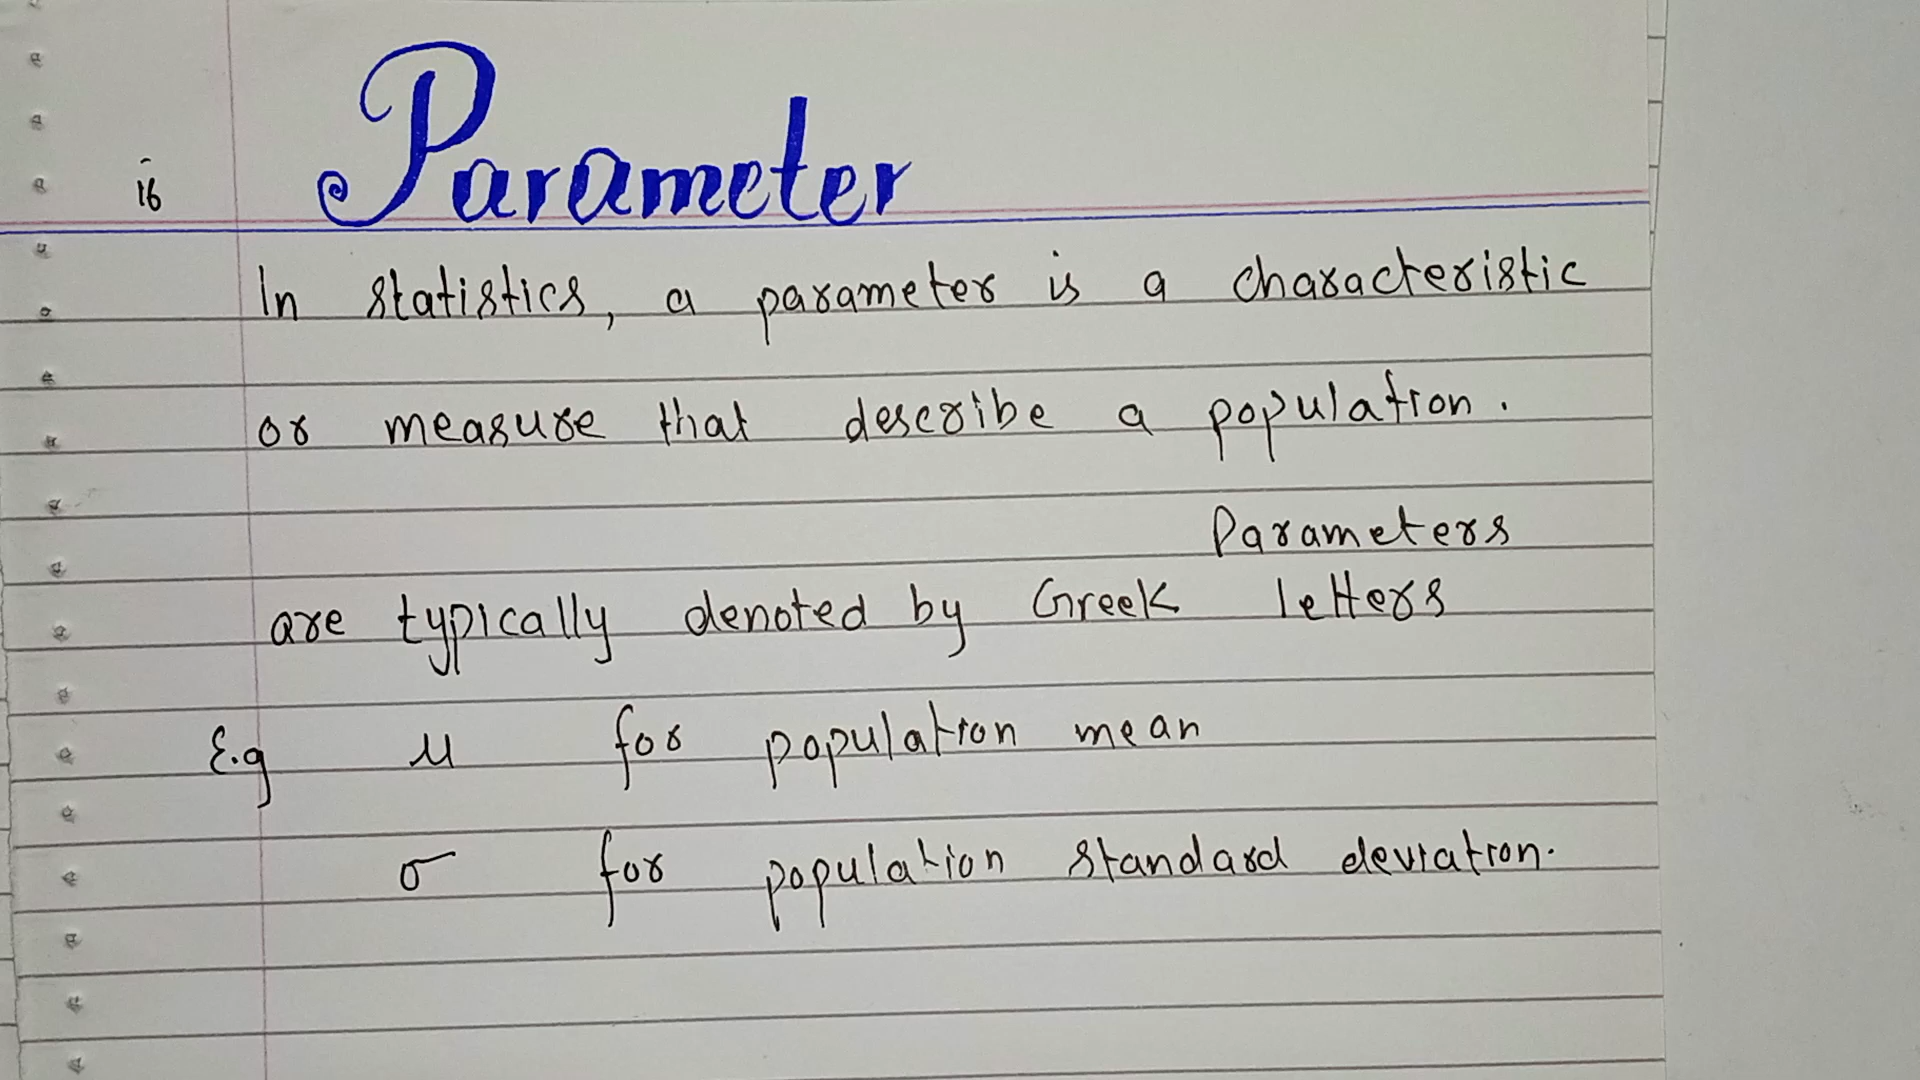 16
Parameter
In statistics, a parameter is a characteristic
or measure that describe a population.
Parameters
are typically denoted by Greek letters
E.g μ for population mean
σ for population standard deviation.